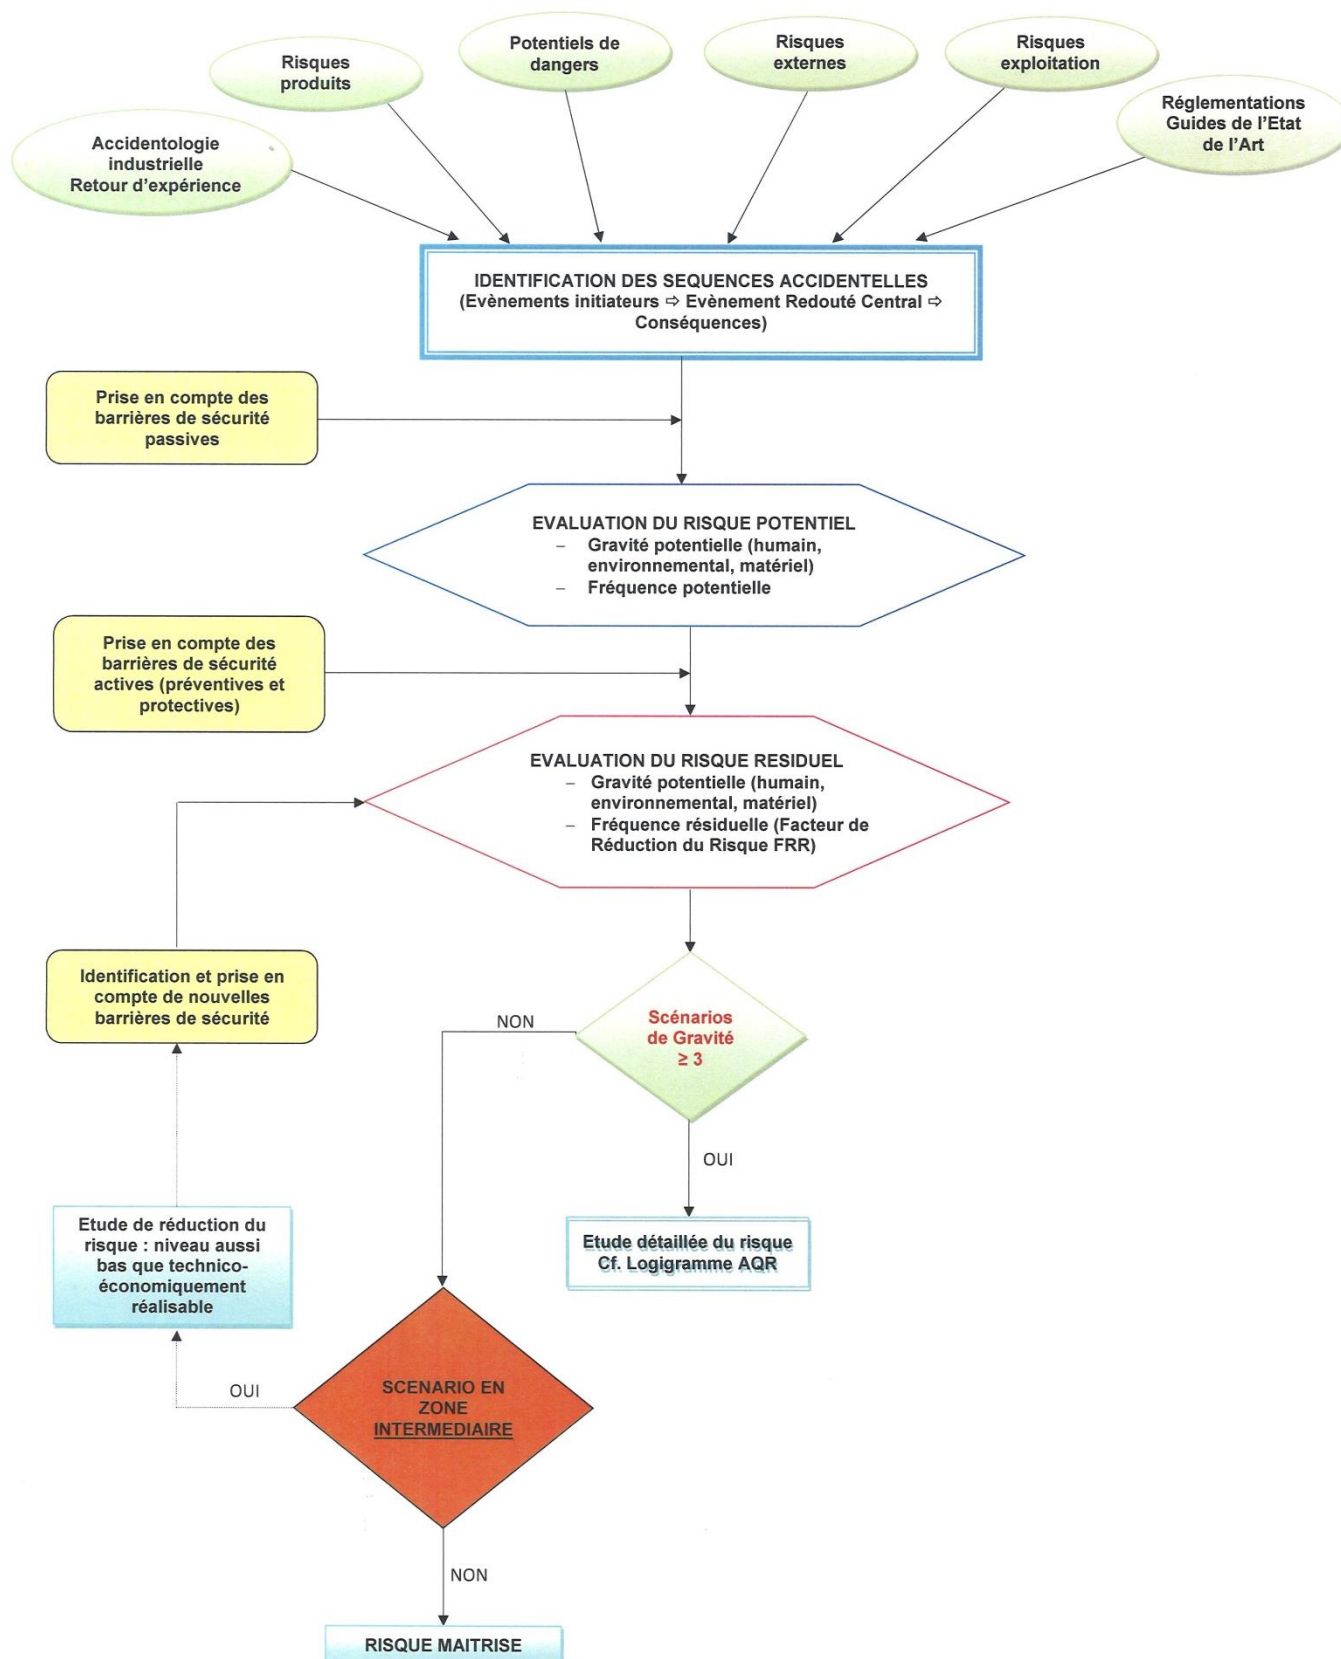 Risques
produits
Potentiels de
dangers
Risques
externes
Risques
exploitation
Réglementations
Guides de l'Etat
de l'Art
Accidentologie
industrielle
Retour d'expérience
IDENTIFICATION DES SEQUENCES ACCIDENTELLES
(Evènements initiateurs ⇨ Evènement Redouté Central ⇨
Conséquences)
Prise en compte des
barrières de sécurité
passives
EVALUATION DU RISQUE POTENTIEL
– Gravité potentielle (humain,
environnemental, matériel)
– Fréquence potentielle
Prise en compte des
barrières de sécurité
actives (préventives et
protectives)
EVALUATION DU RISQUE RESIDUEL
– Gravité potentielle (humain,
environnemental, matériel)
– Fréquence résiduelle (Facteur de
Réduction du Risque FRR)
Identification et prise en
compte de nouvelles
barrières de sécurité
NON
Scénarios
de Gravité
≥ 3
OUI
Etude de réduction du
risque : niveau aussi
bas que technico-
économiquement
réalisable
Etude détaillée du risque
Cf. Logigramme AQR
OUI
SCENARIO EN
ZONE
INTERMEDIAIRE
NON
RISQUE MAITRISE